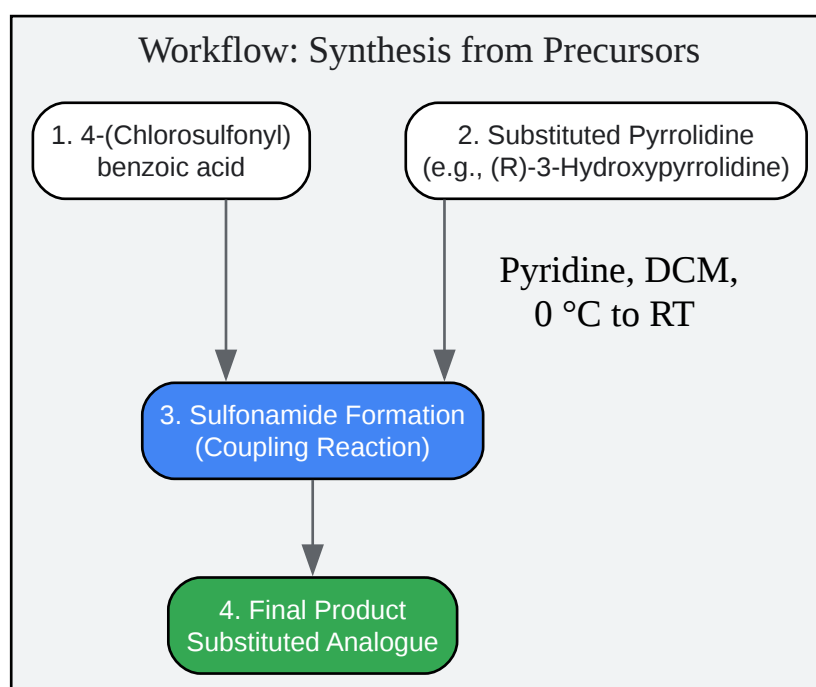 Workflow: Synthesis from Precursors
1. 4-(Chlorosulfonyl)
benzoic acid
2. Substituted Pyrrolidine
(e.g., (R)-3-Hydroxypyrrolidine)
Pyridine, DCM,
0 °C to RT
3. Sulfonamide Formation
(Coupling Reaction)
4. Final Product
Substituted Analogue